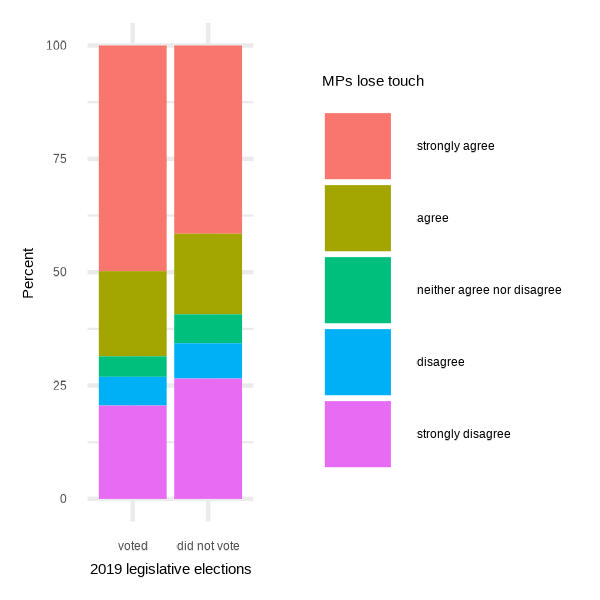 100
75
50
25
0
Percent
voted
did not vote
2019 legislative elections
MPs lose touch
strongly agree
agree
neither agree nor disagree
disagree
strongly disagree